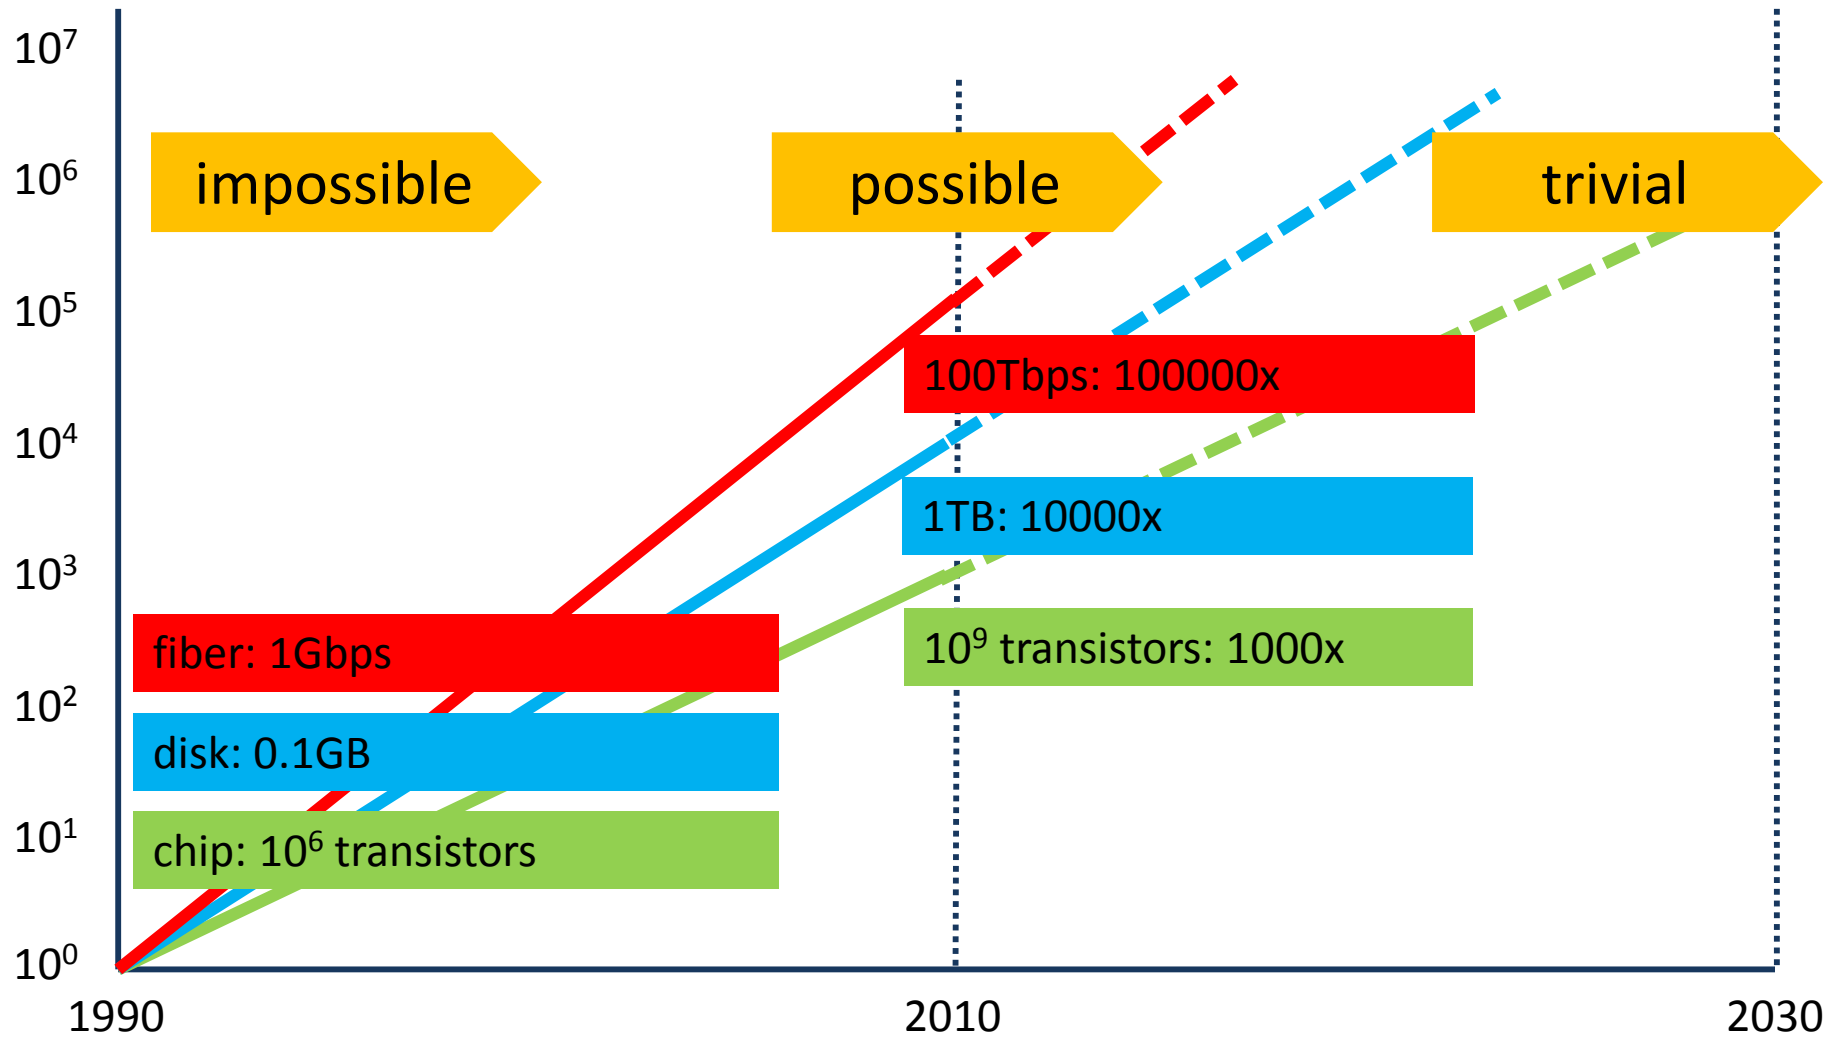 10⁷
impossible
possible
trivial
10⁶
10⁵
100Tbps: 100000x
10⁴
1TB: 10000x
10³
fiber: 1Gbps
10⁹ transistors: 1000x
10²
disk: 0.1GB
10¹
chip: 10⁶ transistors
10⁰
1990
2010
2030